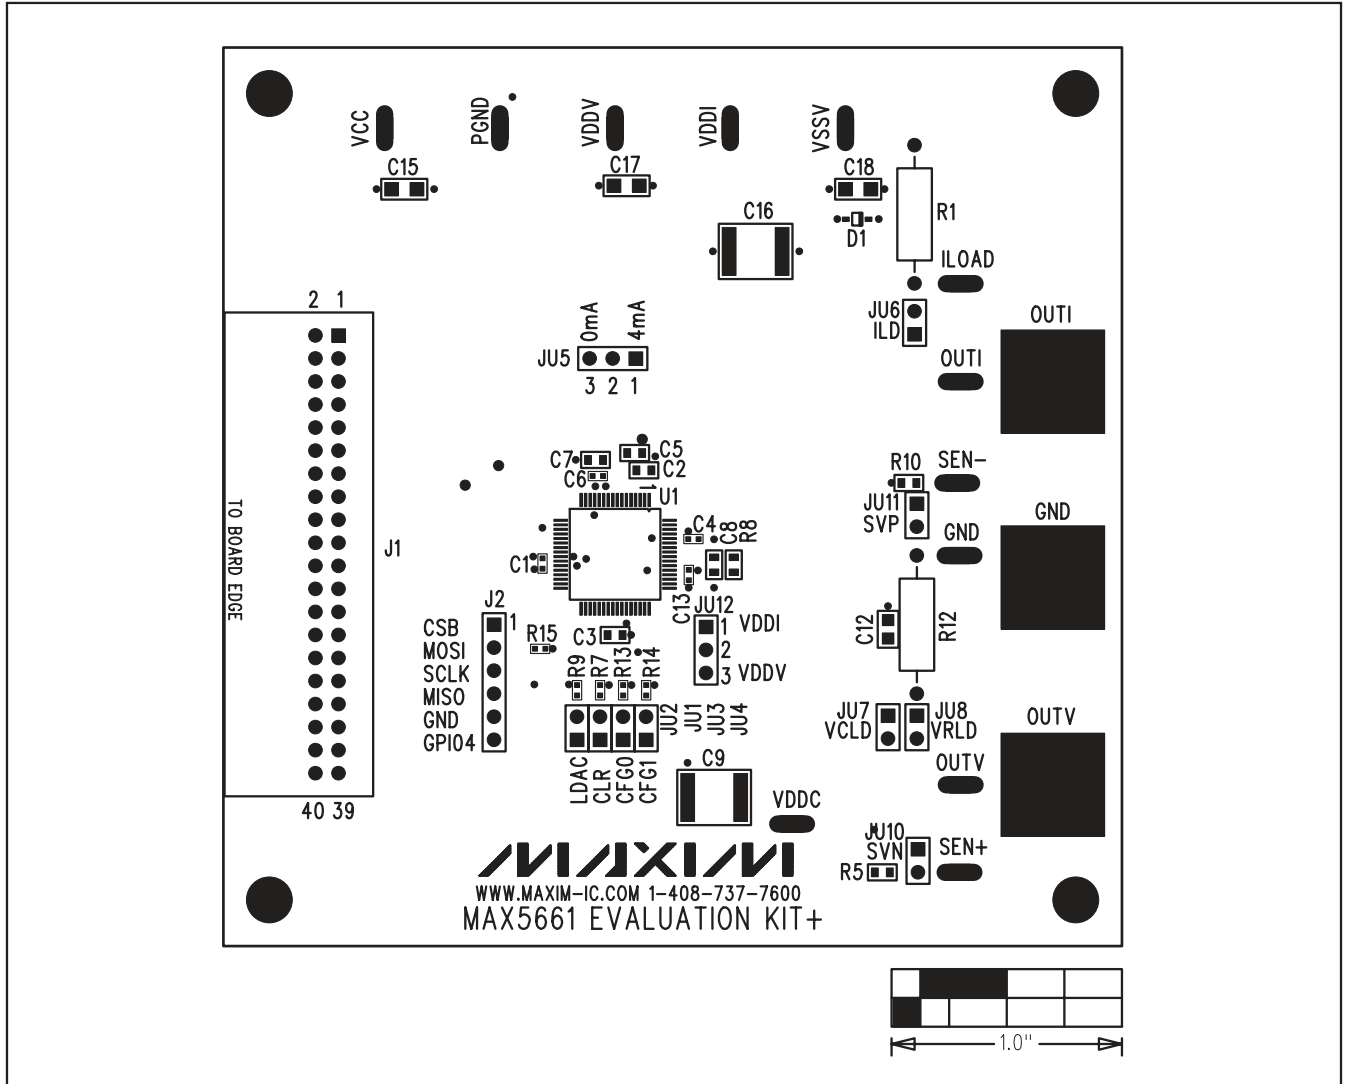 VCC
PGND
VDDV
VDDI
VSSV
C15
C17
C18
C16
D1
R1
ILOAD
2 1
0mA
4mA
JU6
ILD
OUTI
JU5
OUTI
3 2 1
C7
C5
C6
C2
R10
SEN-
1
U1
JU11
SVP
TO BOARD EDGE
J1
C4
C8
R8
GND
GND
C1
J2
C13
JU12
C12
R12
CSB
1
R15
C3
1
VDDI
MOSI
2
SCLK
R9
R7
R13
R14
3
VDDV
MISO
GND
JU2
JU1
JU3
JU4
JU7
VCLD
JU8
VRLD
OUTV
GPIO4
LDAC
CLR
CFG0
CFG1
C9
OUTV
VDDC
40 39
JU10
SVN
SEN+
R5
MAXIM
WWW.MAXIM-IC.COM 1-408-737-7600
MAX5661 EVALUATION KIT+
1.0"